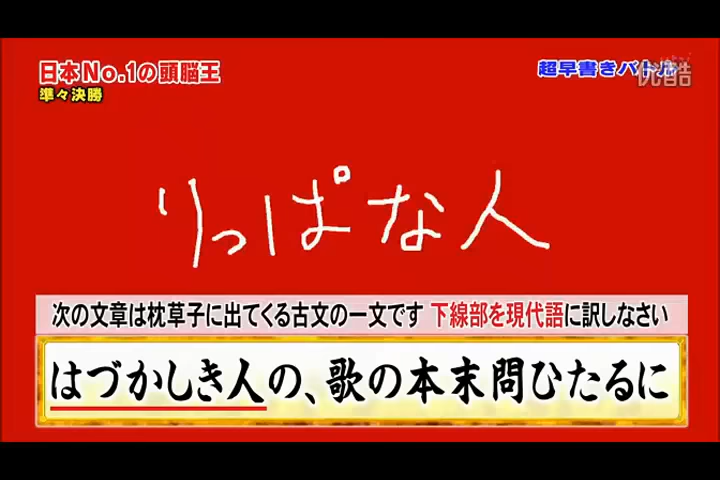 日本No.1の頭脳王
超早書きバトル
準々決勝
优酷
りっぱな人
次の文章は枕草子に出てくる古文の一文です 下線部を現代語に訳しなさい
はづかしき人の、歌の本末問ひたるに